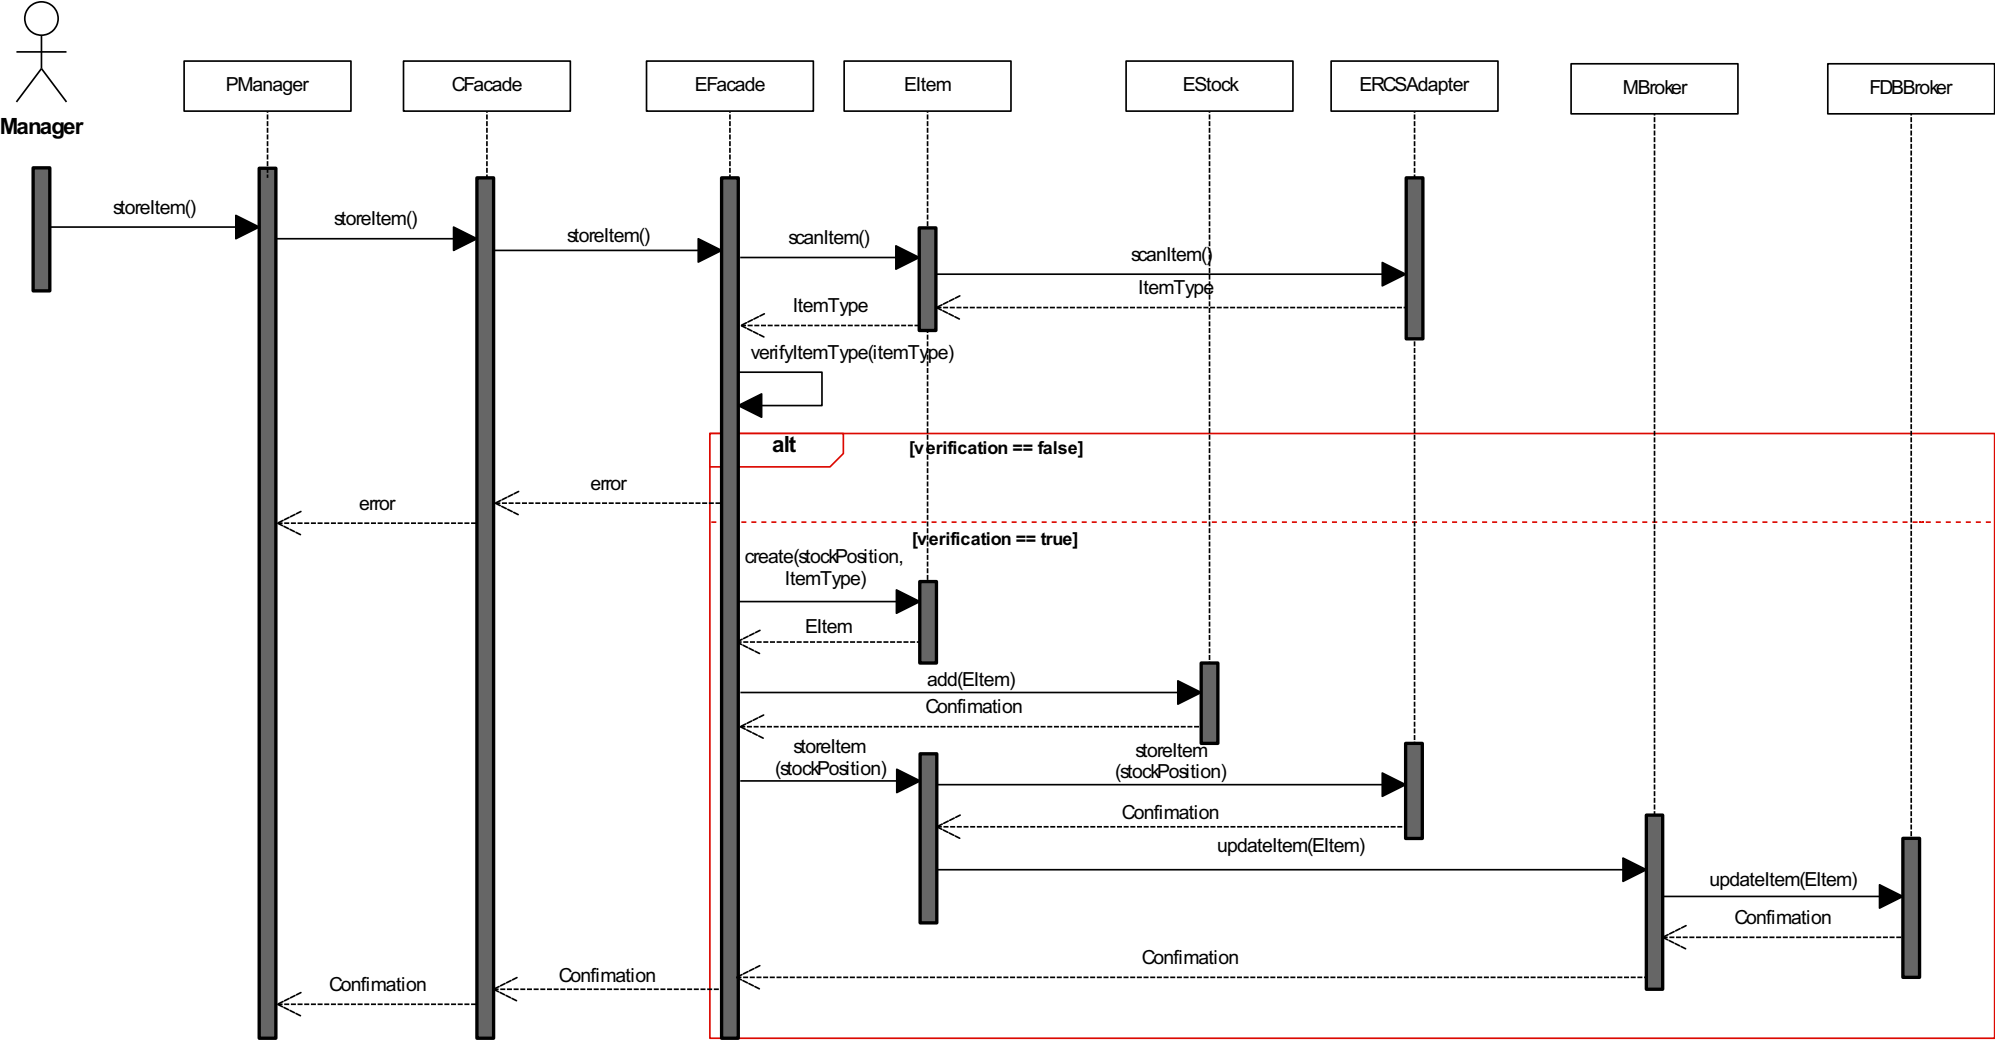 Manager
PManager
CFacade
EFacade
EItem
EStock
ERCSAdapter
MBroker
FDBBroker
storeItem()
storeItem()
storeItem()
scanItem()
scanItem()
ItemType
ItemType
verifyItemType(itemType)
alt
[verification == false]
error
error
[verification == true]
create(stockPosition,
ItemType)
EItem
add(EItem)
Confimation
storeItem
(stockPosition)
storeItem
(stockPosition)
Confimation
updateItem(EItem)
updateItem(EItem)
Confimation
Confimation
Confimation
Confimation